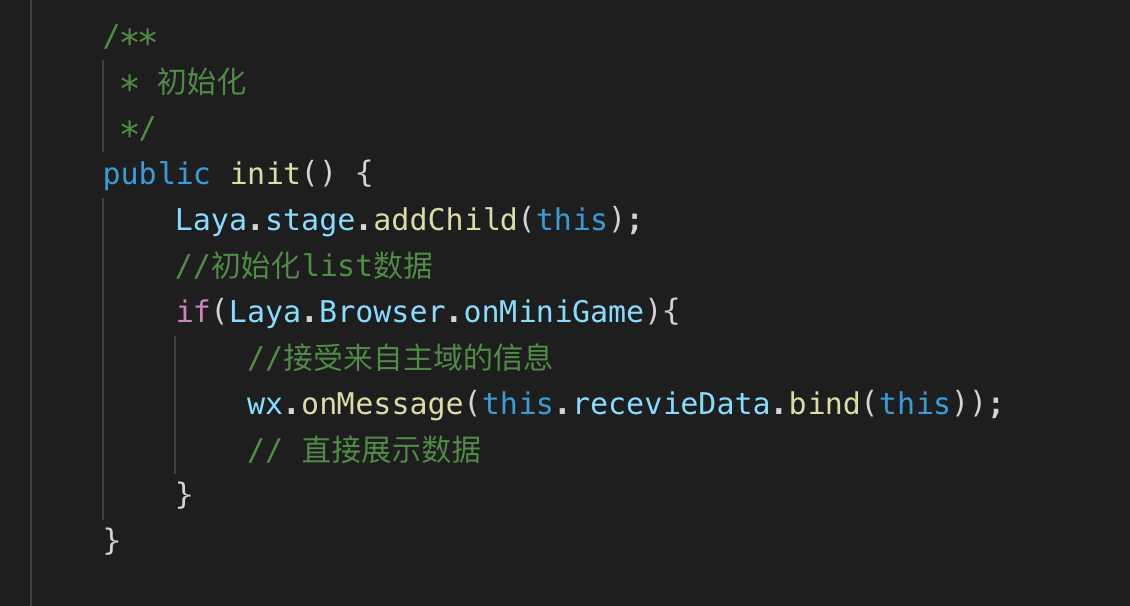 /**
* 初始化
*/
public init() {
Laya.stage.addChild(this);
//初始化list数据
if(Laya.Browser.onMiniGame){
//接受来自主域的信息
wx.onMessage(this.recevieData.bind(this));
// 直接展示数据
}
}